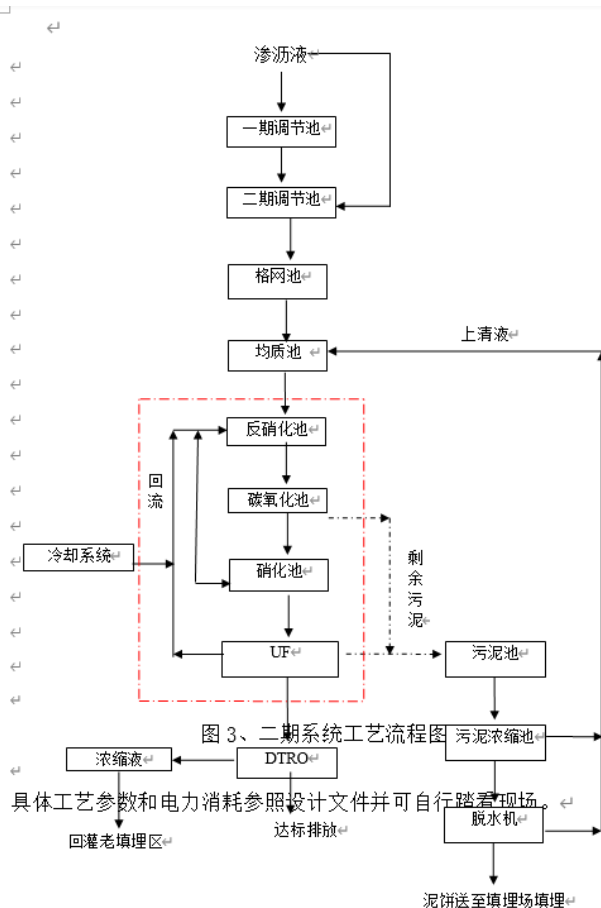 渗沥液
一期调节池
二期调节池
格网池
均质池
上清液
反硝化池
回流
碳氧化池
冷却系统
硝化池
剩余污泥
UF
污泥池
图 3、二期系统工艺流程图
污泥浓缩池
浓缩液
DTRO
具体工艺参数和电力消耗参照设计文件并可自行踏看现场。
脱水机
回灌老填埋区
达标排放
泥饼送至填埋场填埋